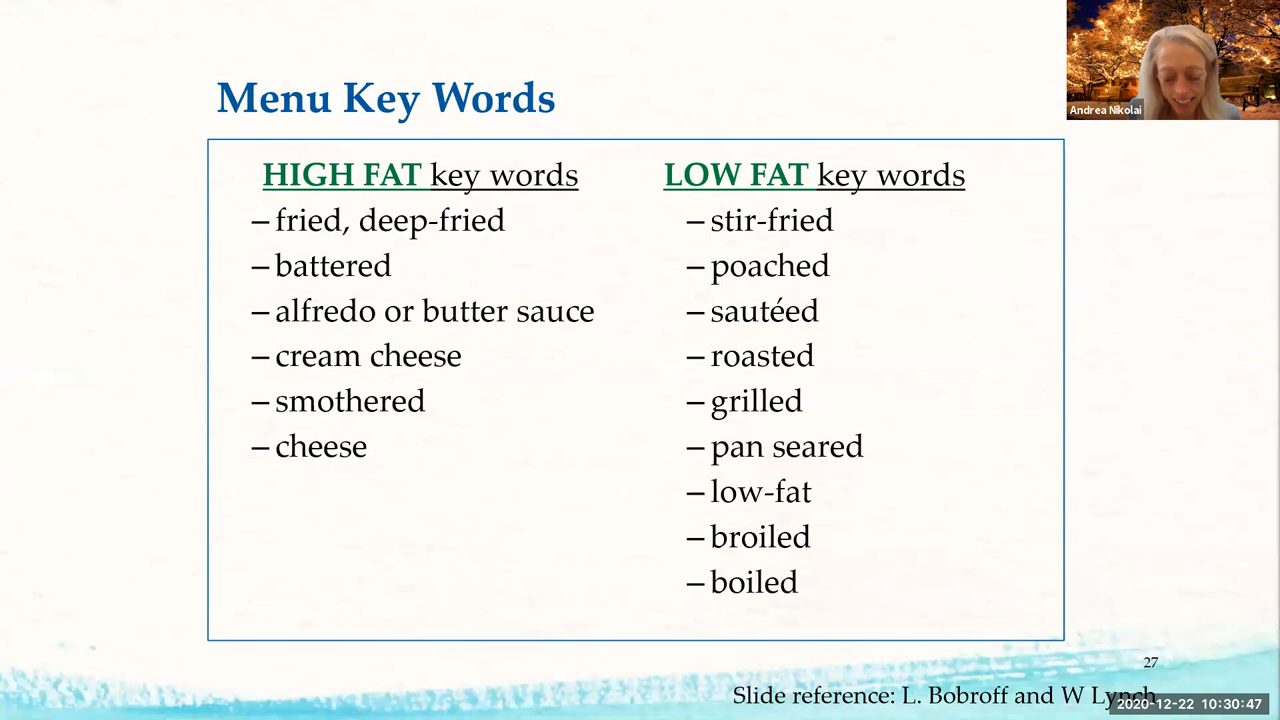 Andrea Nikolai
Menu Key Words
HIGH FAT key words
– fried, deep-fried
– battered
– alfredo or butter sauce
– cream cheese
– smothered
– cheese
LOW FAT key words
– stir-fried
– poached
– sautéed
– roasted
– grilled
– pan seared
– low-fat
– broiled
– boiled
27
Slide reference: L. Bobroff and W Lynch
2020-12-22 10:30:47